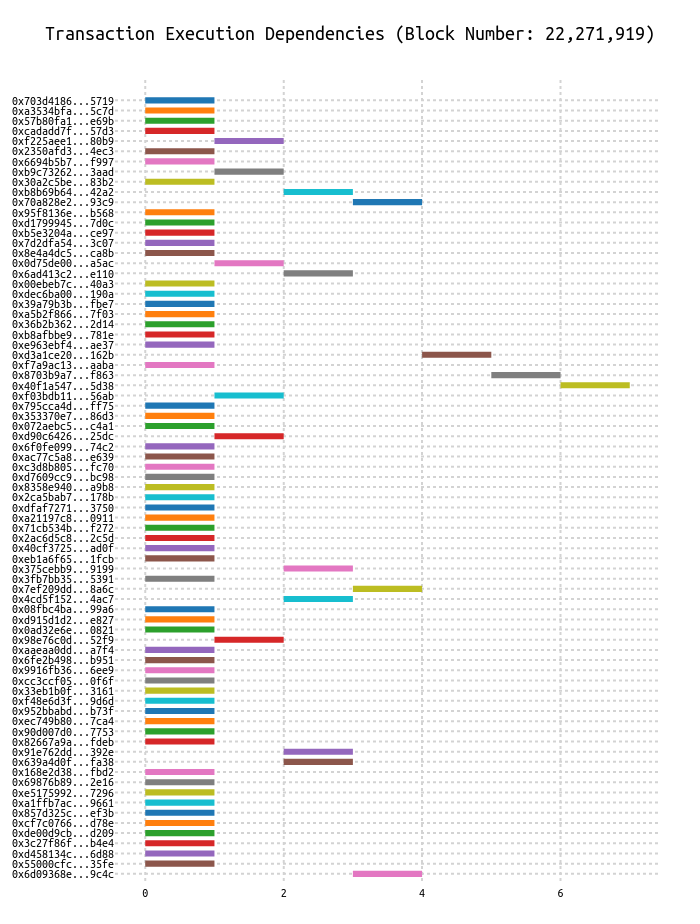 Transaction Execution Dependencies (Block Number: 22,271,919)
0x703d4186...5719
0xa3534bfa...5c7d
0x57b80fa1...e69b
0xcadadd7f...57d3
0xf225aee1...80b9
0x2350afd3...4ec3
0x6694b5b7...f997
0xb9c73262...3aad
0x30a2c5be...83b2
0xb8b69b64...42a2
0x70a828e2...93c9
0x95f8136e...b568
0xd1799945...7d0c
0xb5e3204a...ce97
0x7d2dfa54...3c07
0x8e4a4dc5...ca8b
0x0d75de00...a5ac
0x6ad413c2...e110
0x00ebeb7c...40a3
0xdec6ba00...190a
0x39a79b3b...fbe7
0xa5b2f866...7f03
0x36b2b362...2d14
0xb8afbbe9...781e
0xe963ebf4...ae37
0xd3a1ce20...162b
0xf7a9ac13...aaba
0x8703b9a7...f863
0x40f1a547...5d38
0xf03bdb11...56ab
0x795cca4d...ff75
0x353370e7...86d3
0x072aebc5...c4a1
0xd90c6426...25dc
0x6f0fe099...74c2
0xac77c5a8...e639
0xc3d8b805...fc70
0xd7609cc9...bc98
0x8358e940...a9b8
0x2ca5bab7...178b
0xdfaf7271...3750
0xa21197c8...0911
0x71cb534b...f272
0x2ac6d5c8...2c5d
0x40cf3725...ad0f
0xeb1a6f65...1fcb
0x375cebb9...9199
0x3fb7bb35...5391
0x7ef209dd...8a6c
0x4cd5f152...4ac7
0x08fbc4ba...99a6
0xd915d1d2...e827
0x0ad32e6e...0821
0x98e76c0d...52f9
0xaaeaa0dd...a7f4
0x6fe2b498...b951
0x9916fb36...6ee9
0xcc3ccf05...0f6f
0x33eb1b0f...3161
0xf48e6d3f...9d6d
0x952bbabd...b73f
0xec749b80...7ca4
0x90d007d0...7753
0x82667a9a...fdeb
0x91e762dd...392e
0x639a4d0f...fa38
0x168e2d38...fbd2
0x69876b89...2e16
0xe5175992...7296
0xa1ffb7ac...9661
0x857d325c...ef3b
0xcf7c0766...d78e
0xde00d9cb...d209
0x3c27f86f...b4e4
0xd458134c...6d88
0x55000cfc...35fe
0x6d09368e...9c4c
0 2 4 6